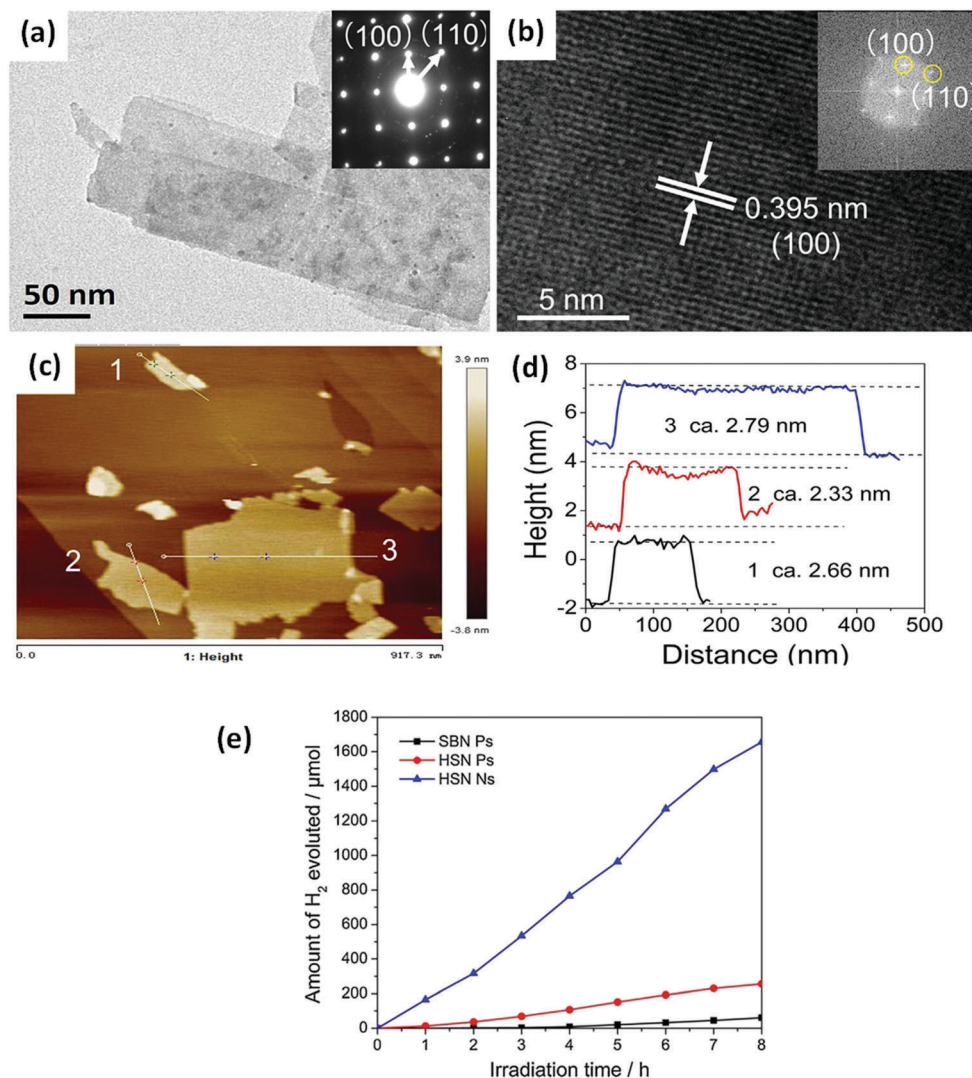 (a)
(100) (110)
50 nm
(b)
(100)
(110)
0.395 nm
(100)
5 nm
(c)
1
2
3
3.9 nm
-3.8 nm
0.0
1: Height
917.3 nm
(d)
Height (nm)
8
6
4
2
0
-2
3 ca. 2.79 nm
2 ca. 2.33 nm
1 ca. 2.66 nm
0 100 200 300 400 500
Distance (nm)
(e)
Amount of H₂ evoluted / μmol
1800
1600
1400
1200
1000
800
600
400
200
0
SBN Ps
HSN Ps
HSN Ns
0 1 2 3 4 5 6 7 8
Irradiation time / h